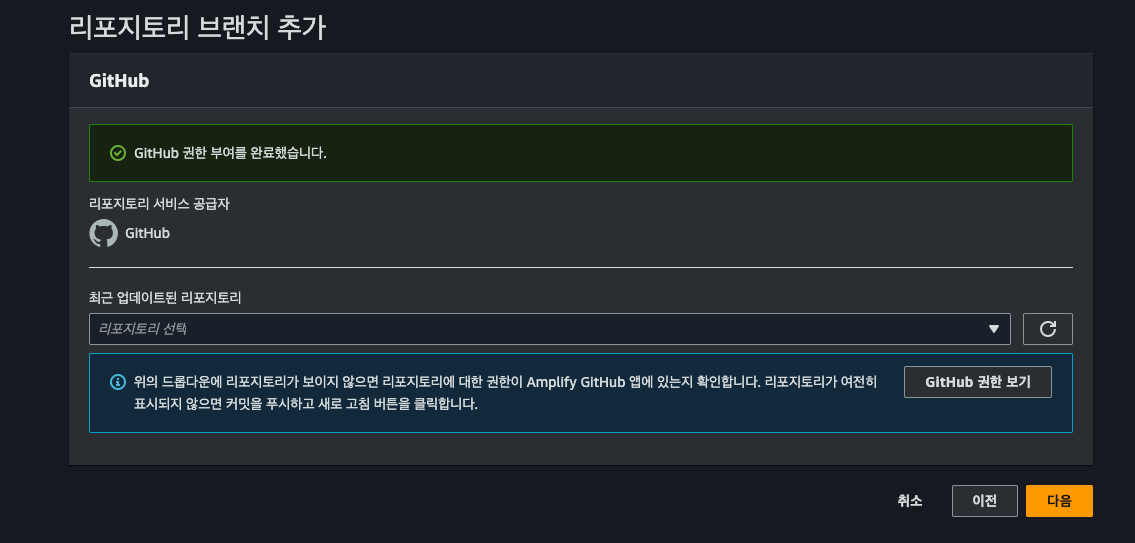 리포지토리 브랜치 추가
GitHub
GitHub 권한 부여를 완료했습니다.
리포지토리 서비스 공급자
GitHub
최근 업데이트된 리포지토리
리포지토리 선택
위의 드롭다운에 리포지토리가 보이지 않으면 리포지토리에 대한 권한이 Amplify GitHub 앱에 있는지 확인합니다. 리포지토리가 여전히
표시되지 않으면 커밋을 푸시하고 새로 고침 버튼을 클릭합니다.
GitHub 권한 보기
취소
이전
다음